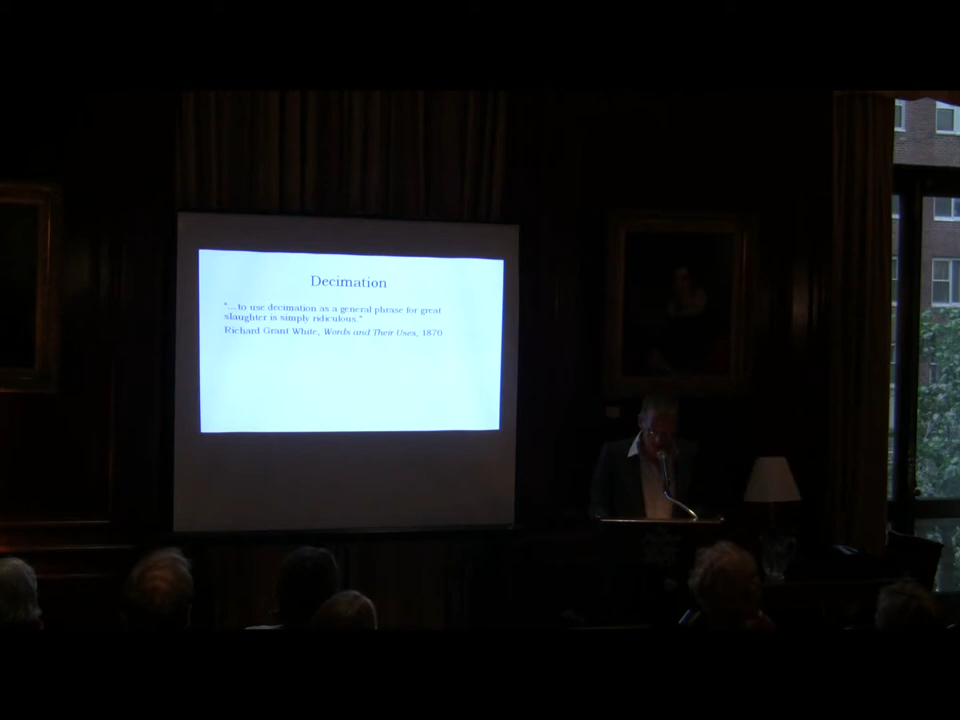 Decimation
"...to use decimation as a general phrase for great
slaughter is simply ridiculous."
Richard Grant White, Words and Their Uses, 1870